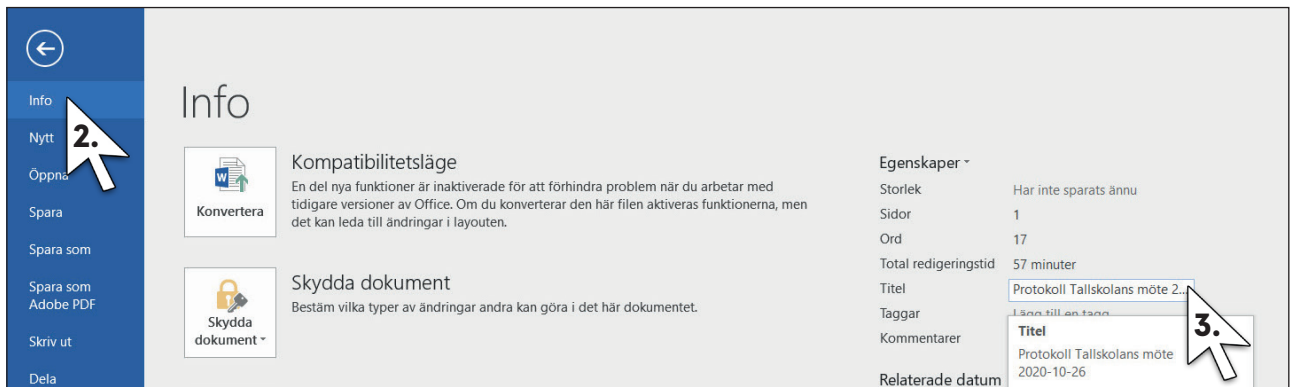 Info
Nytt
Öppna
Spara
Spara som
Spara som
Adobe PDF
Skriv ut
Dela
2.
Info
Konvertera
Kompatibilitetsläge
En del nya funktioner är inaktiverade för att förhindra problem när du arbetar med
tidigare versioner av Office. Om du konverterar den här filen aktiveras funktionerna, men
det kan leda till ändringar i layouten.
Skydda
dokument
Skydda dokument
Bestäm vilka typer av ändringar andra kan göra i det här dokumentet.
Egenskaper
Storlek Har inte sparats ännu
Sidor 1
Ord 17
Total redigeringstid 57 minuter
Titel Protokoll Tallskolans möte 2...
Taggar Lägg till en tagg
Kommentarer
3.
Titel
Protokoll Tallskolans möte
2020-10-26
Relaterade datum